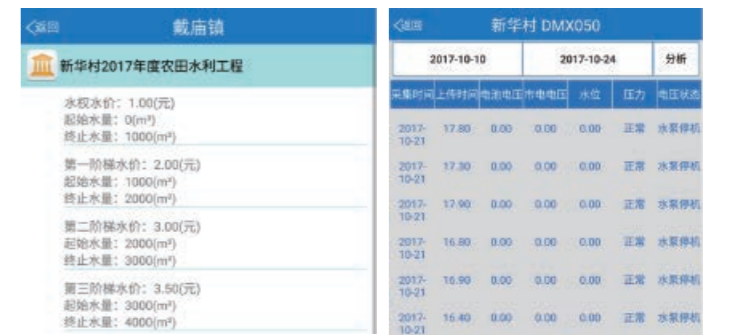 <返回
戴庙镇
新华村2017年度农田水利工程
水权水价：1.00(元)
起始水量：0(m³)
终止水量：1000(m³)
第一阶梯水价：2.00(元)
起始水量：1000(m³)
终止水量：2000(m³)
第二阶梯水价：3.00(元)
起始水量：2000(m³)
终止水量：3000(m³)
第三阶梯水价：3.50(元)
起始水量：3000(m³)
终止水量：4000(m³)
<返回
新华村 DMX050
2017-10-10 2017-10-24 分析
采集时间 上传时间 电池电压 市电电压 水位 压力 电压状态
2017-10-21 17.80 0.00 0.00 0.00 正常 水泵停机
2017-10-21 17.30 0.00 0.00 0.00 正常 水泵停机
2017-10-21 17.90 0.00 0.00 0.00 正常 水泵停机
2017-10-21 16.80 0.00 0.00 0.00 正常 水泵停机
2017-10-21 16.90 0.00 0.00 0.00 正常 水泵停机
2017-10-21 16.40 0.00 0.00 0.00 正常 水泵停机